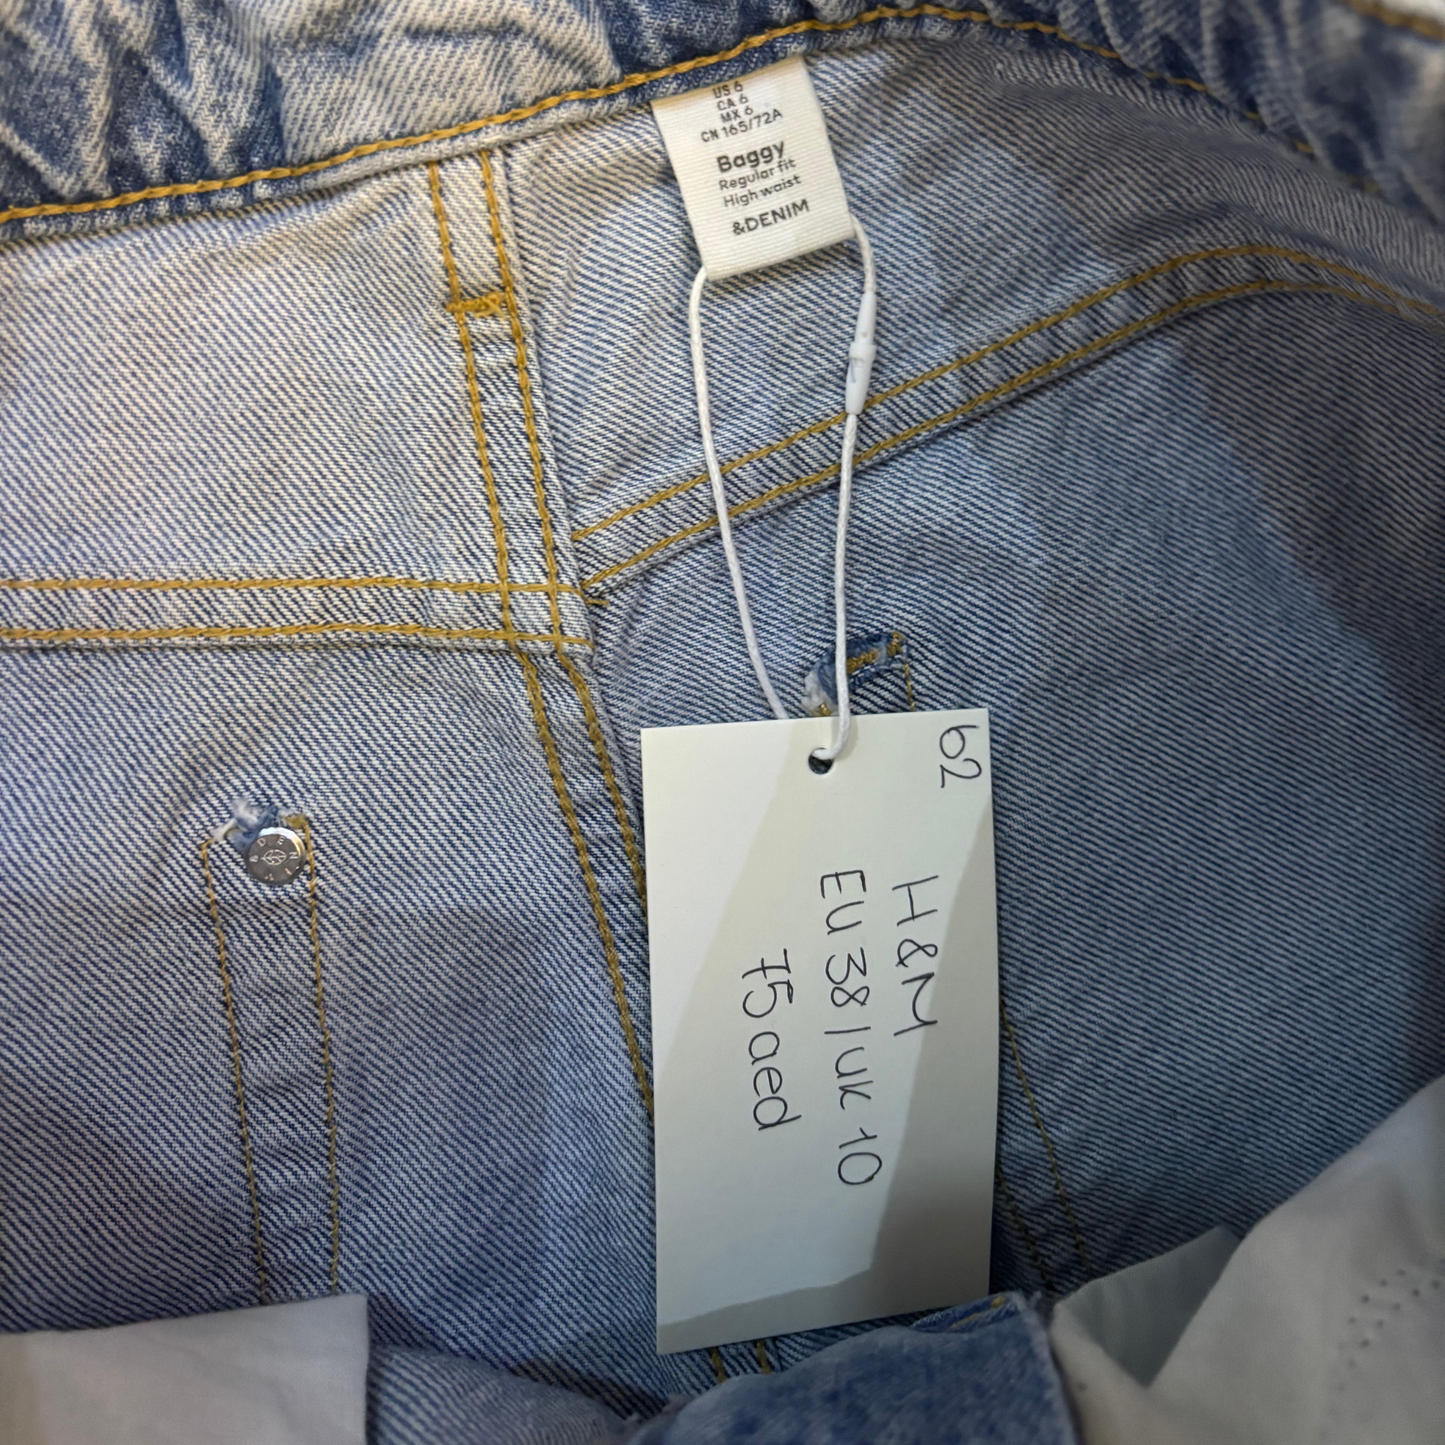 US 6
CA 6
MX 6
CN 165/72A
Baggy
Regular fit
High waist
&DENIM
62
H&M
EU 38 / UK 10
75 aed
&DENIM